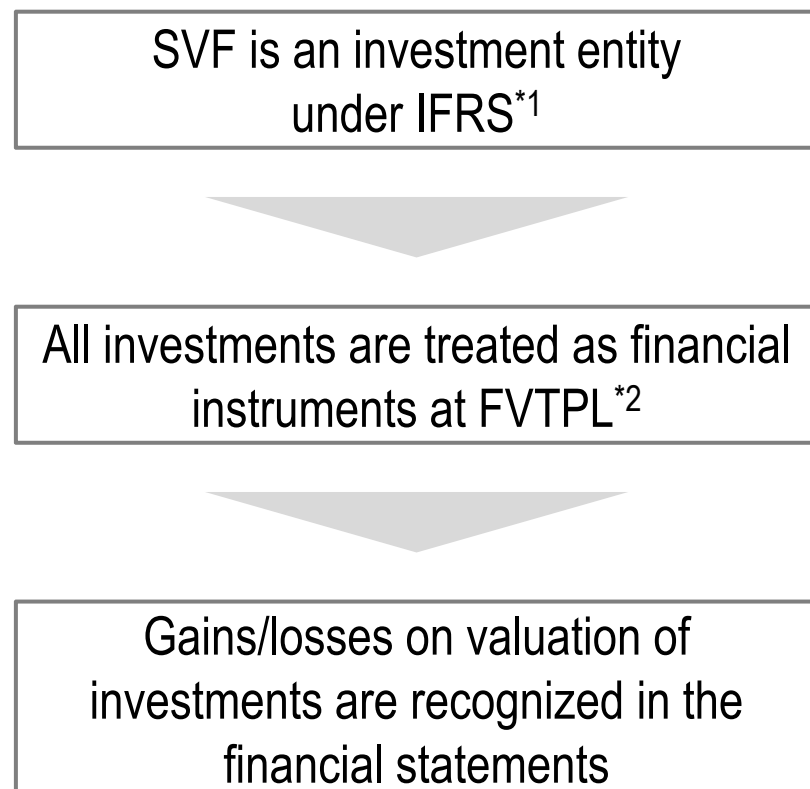 SVF is an investment entity
under IFRS*1
All investments are treated as financial
instruments at FVTPL*2
Gains/losses on valuation of
investments are recognized in the
financial statements